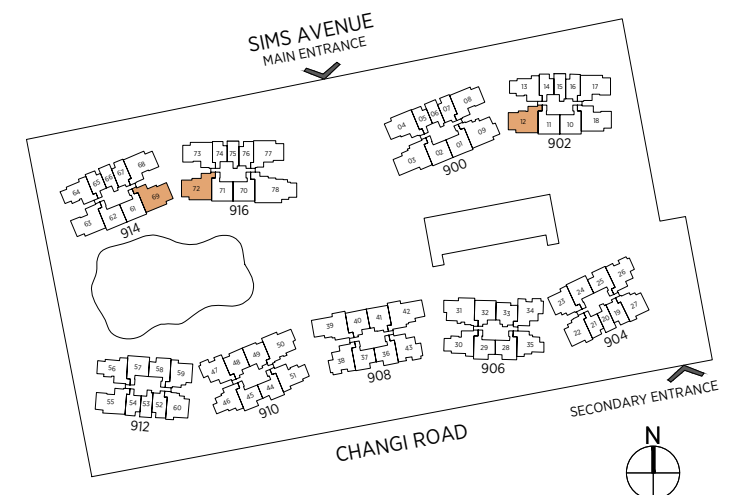 SIMS AVENUE
MAIN ENTRANCE
13 14 15 16 17
12 11 10 18
902
04 05 06 07 08
03 02 01 09
900
73 74 75 76 77
72 71 70 78
916
64 65 66 67 68
63 62 61 69
914
23 24 25 26
22 21 20 19 27
904
31 32 33 34
30 29 28 35
906
39 40 41 42
38 37 36 43
908
47 48 49 50
46 45 44 51
910
56 57 58 59
55 54 53 52 60
912
SECONDARY ENTRANCE
CHANGI ROAD
N